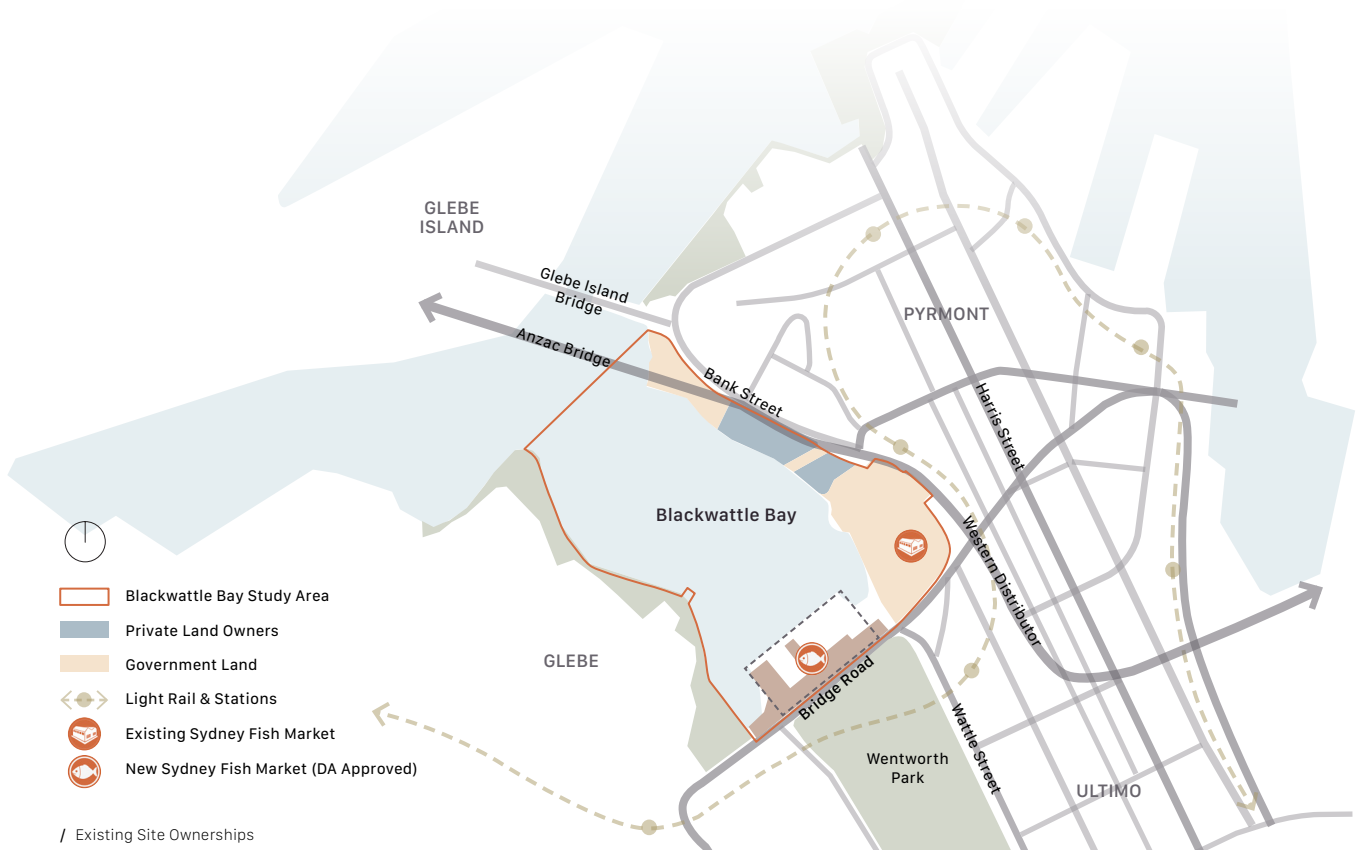 GLEBE
ISLAND
Glebe Island
Bridge
Anzac Bridge
Bank Street
PYRMONT
Harris Street
Blackwattle Bay
Western Distributor
Blackwattle Bay Study Area
Private Land Owners
Government Land
Light Rail & Stations
Existing Sydney Fish Market
New Sydney Fish Market (DA Approved)
GLEBE
Bridge Road
Wattle Street
Wentworth
Park
ULTIMO
/ Existing Site Ownerships